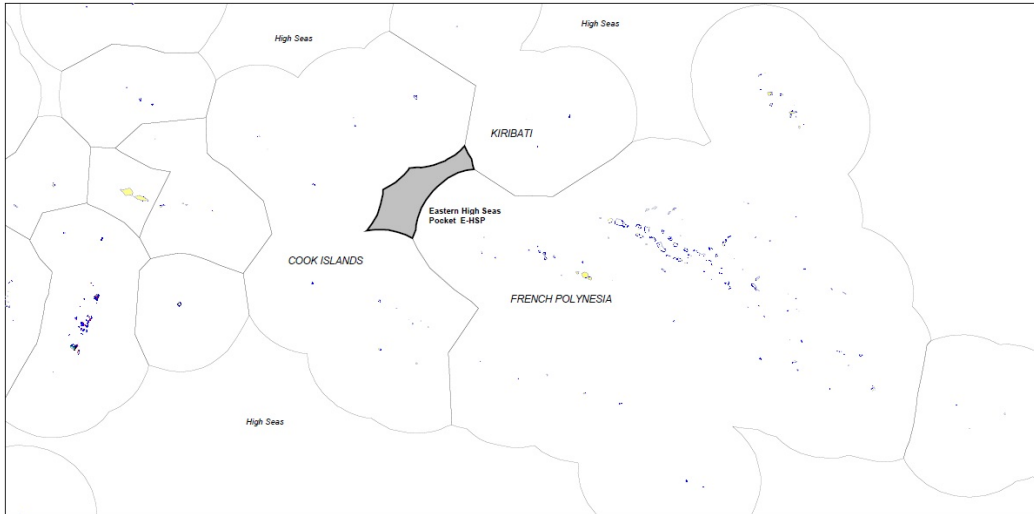 High Seas
High Seas
KIRIBATI
Eastern High Seas
Pocket E-HSP
COOK ISLANDS
FRENCH POLYNESIA
High Seas